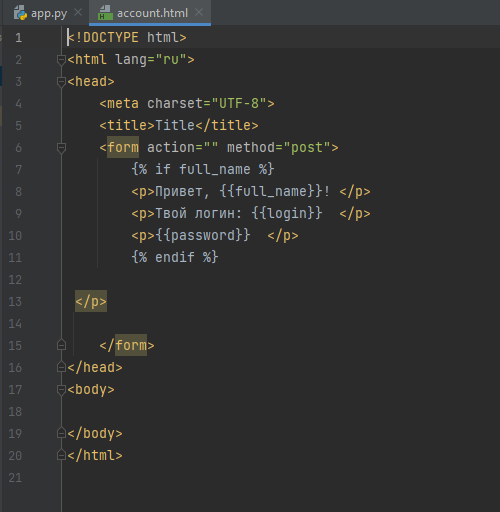 app.py account.html
1 <!DOCTYPE html>
2 <html lang="ru">
3 <head>
4 <meta charset="UTF-8">
5 <title>Title</title>
6 <form action="" method="post">
7 {% if full_name %}
8 <p>Привет, {{full_name}}! </p>
9 <p>Твой логин: {{login}}  </p>
10 <p>{{password}}  </p>
11 {% endif %}
12
13 </p>
14
15 </form>
16 </head>
17 <body>
18
19 </body>
20 </html>
21